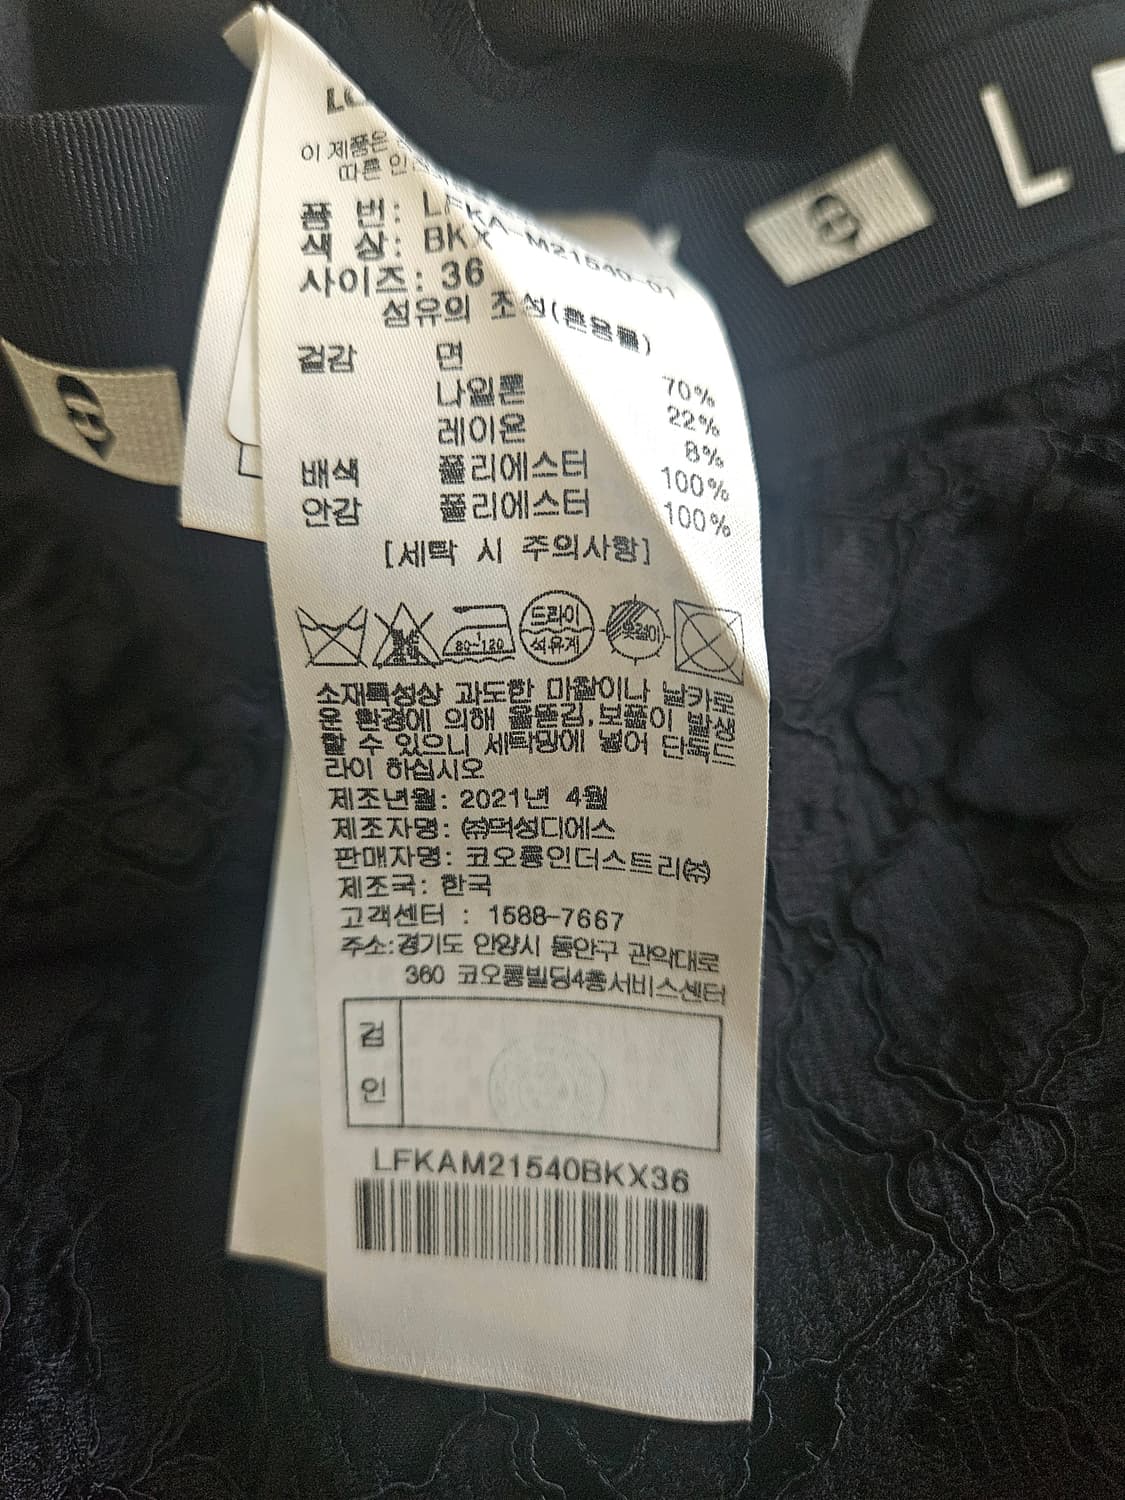 이 제품은
따른
품 번: LFKA-M21540-01
색 상: BKX
사이즈: 36
섬유의 조성(혼용률)
겉감 면 70%
나일론 22%
레이온 8%
배색 폴리에스터 100%
안감 폴리에스터 100%
[세탁 시 주의사항]
80~120
드라이
석유계
옷걸이
소재특성상 과도한 마찰이나 날카로
운 환경에 의해 올뜯김,보풀이 발생
할 수 있으니 세탁망에 넣어 단독드
라이 하십시오
제조년월: 2021년 4월
제조자명: ㈜덕성디에스
판매자명: 코오롱인더스트리㈜
제조국: 한국
고객센터 : 1588-7667
주소:경기도 안양시 동안구 관악대로
360 코오롱빌딩4층서비스센터
검
인
LFKAM21540BKX36
L